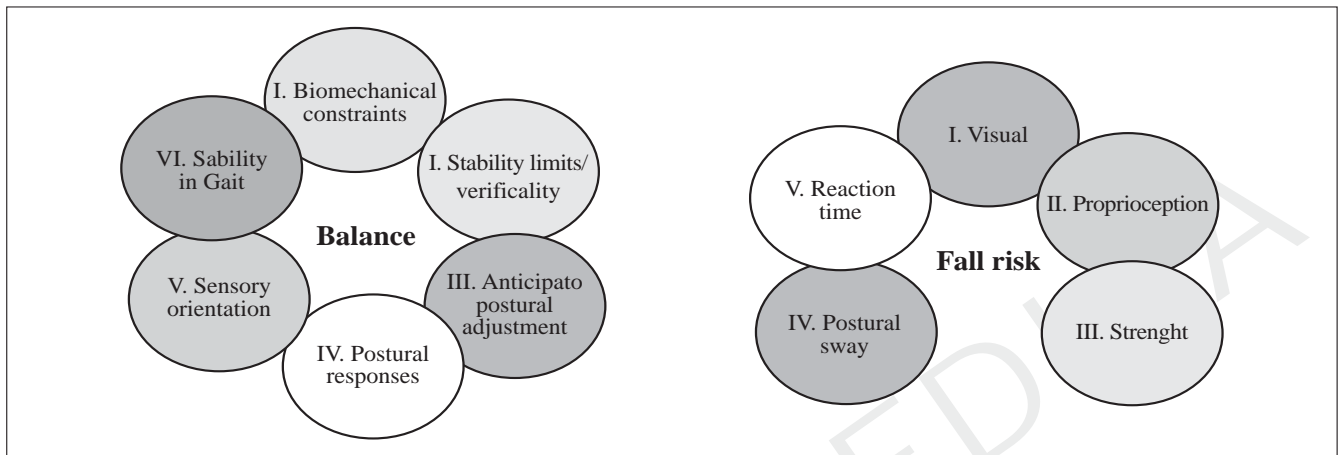 I. Biomechanical
constraints
I. Stability limits/
verificality
III. Anticipato
postural
adjustment
IV. Postural
responses
V. Sensory
orientation
VI. Sability
in Gait
Balance
I. Visual
II. Proprioception
III. Strenght
IV. Postural
sway
V. Reaction
time
Fall risk